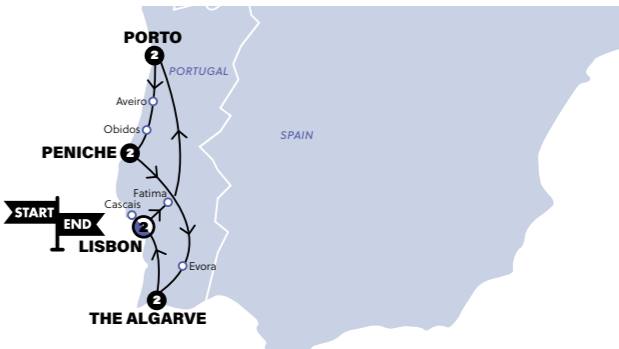 PORTO
2
PORTUGAL
Aveiro
Obidos
SPAIN
PENICHE
2
Fatima
Cascais
START
END
2
LISBON
Evora
2
THE ALGARVE